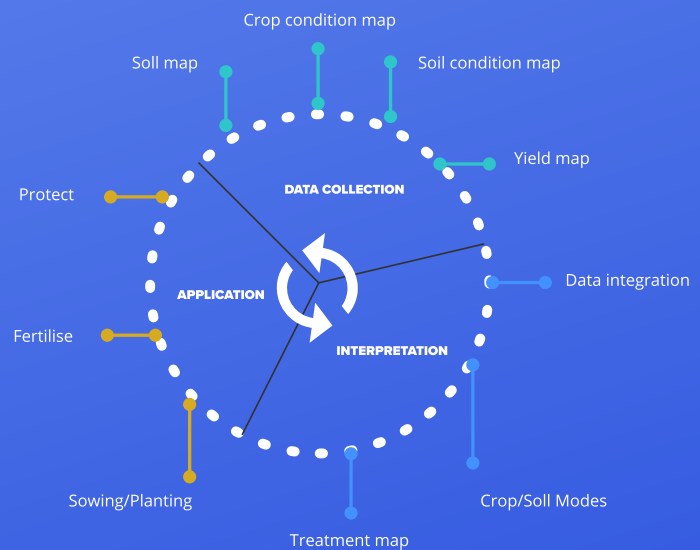 Crop condition map
Soll map
Soil condition map
Yield map
Protect
DATA COLLECTION
Data integration
APPLICATION
Fertilise
INTERPRETATION
Sowing/Planting
Crop/Soll Modes
Treatment map